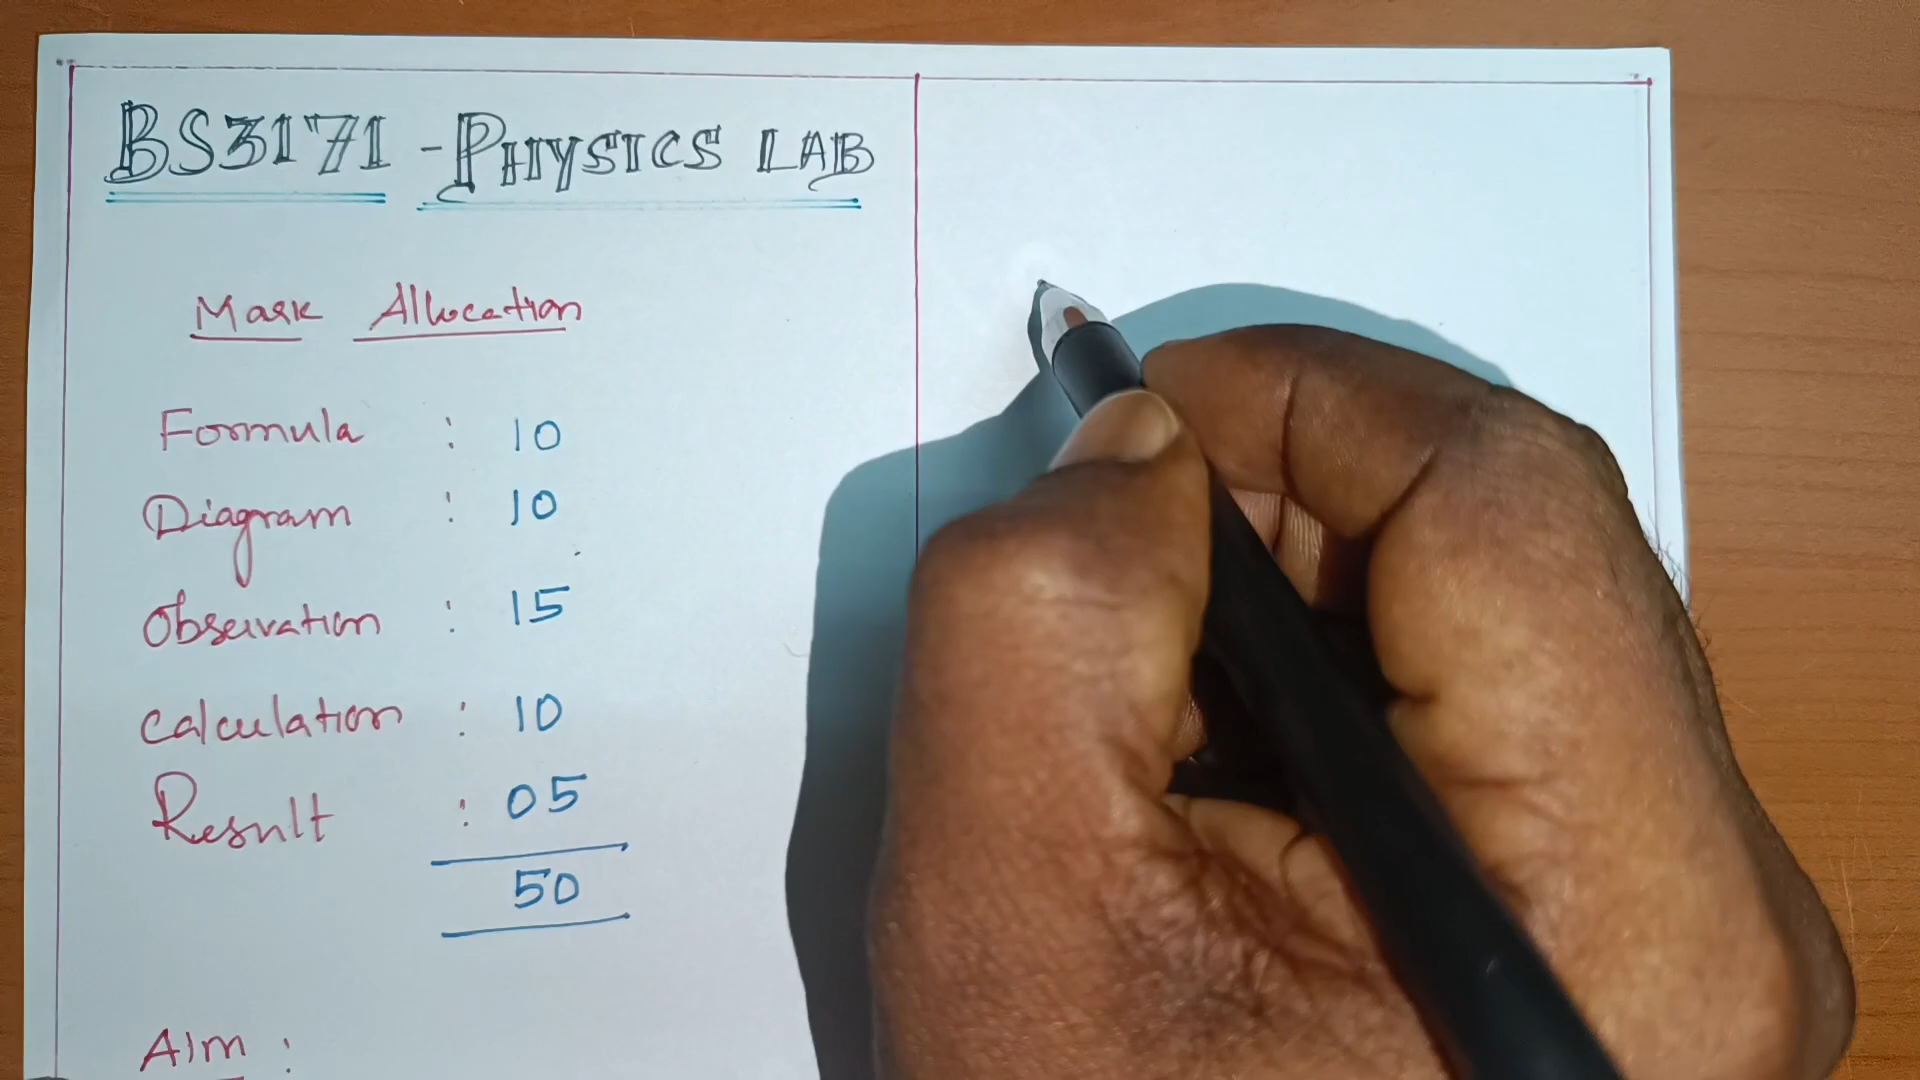 BS3171 - PHYSICS LAB
Mark Allocation
Formula : 10
Diagram : 10
Observation : 15
Calculation : 10
Result : 05
50
Aim :